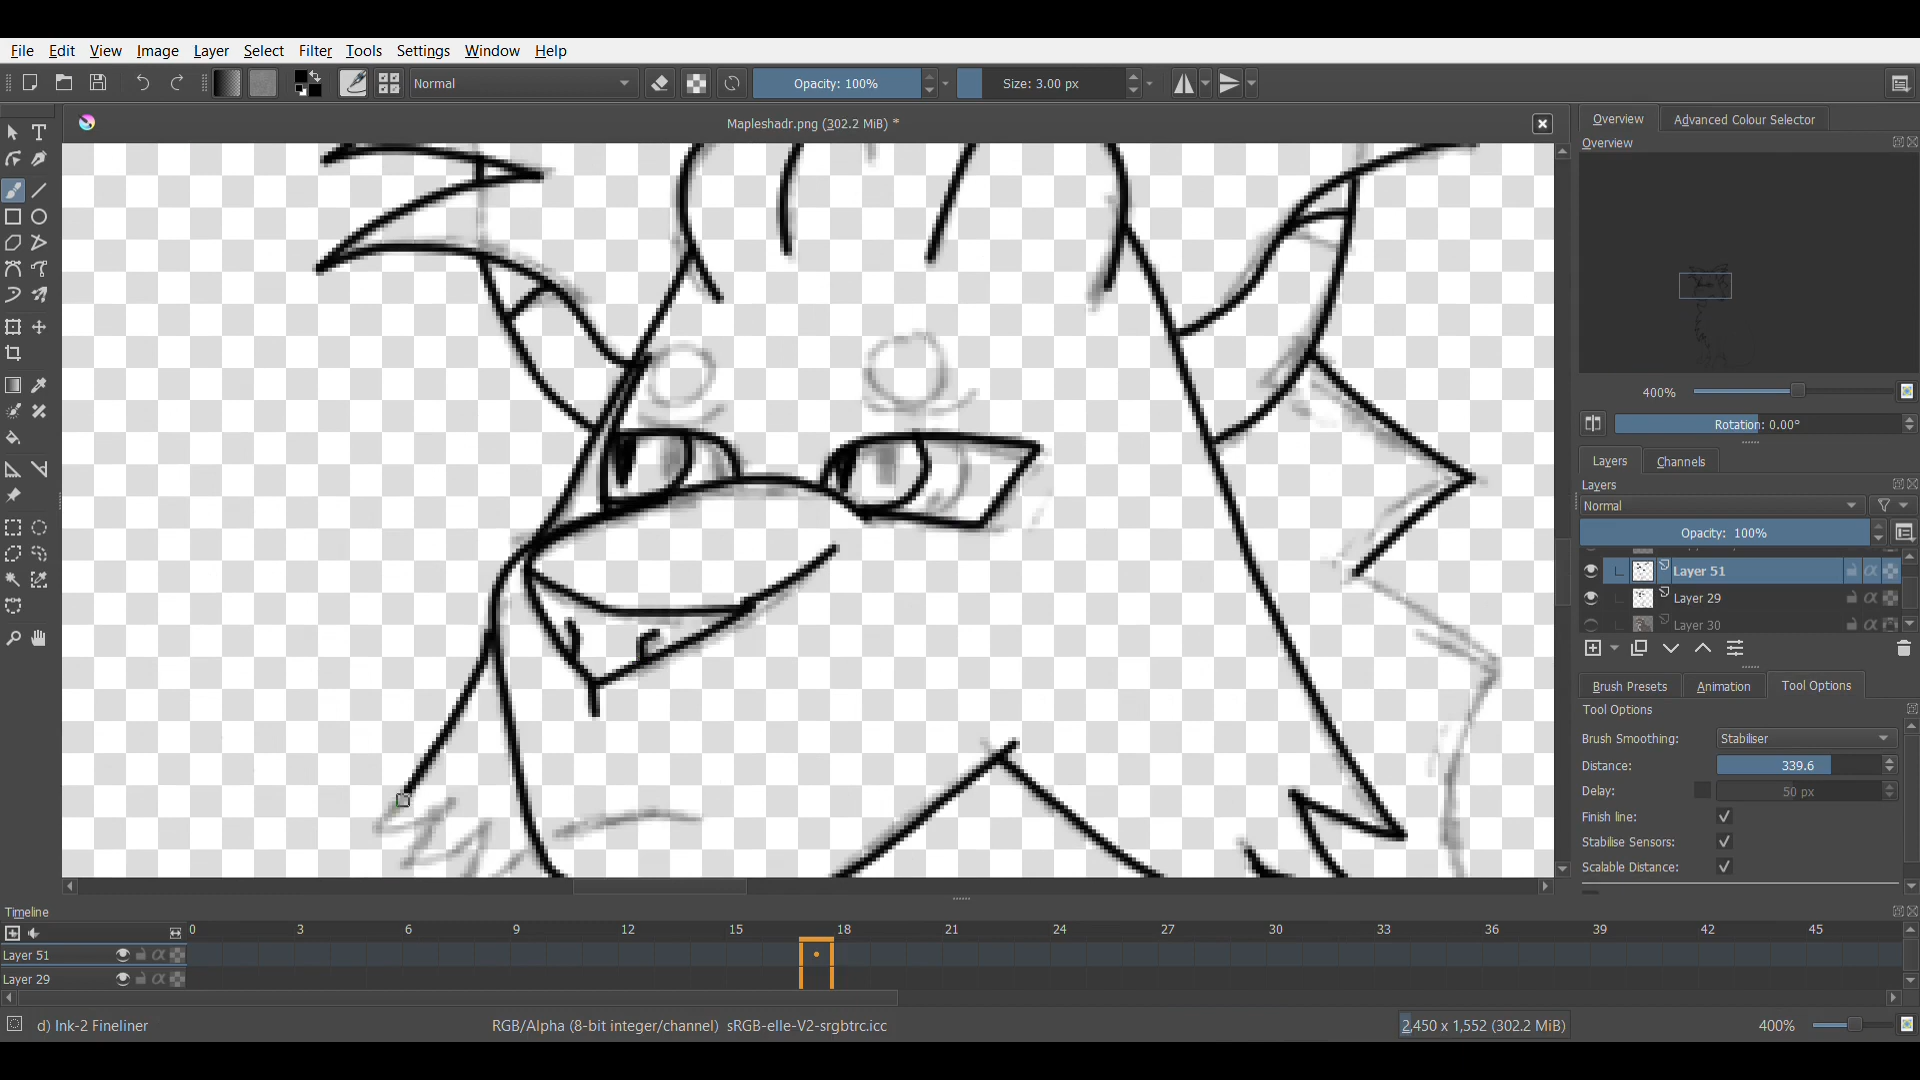 File Edit View Image Layer Select Filter Tools Settings Window Help
Normal Opacity: 100% Size: 3.00 px
Mapleshadr.png (302.2 MiB) *
Overview Advanced Colour Selector
Overview
400%
Rotation: 0.00°
Layers Channels
Layers
Normal
Opacity: 100%
Layer 51
Layer 29
Layer 30
Brush Presets Animation Tool Options
Tool Options
Brush Smoothing: Stabiliser
Distance: 339.6
Delay: 50 px
Finish line:
Stabilise Sensors:
Scalable Distance:
Timeline
0 3 6 9 12 15 18 21 24 27 30 33 36 39 42 45
Layer 51
Layer 29
d) Ink-2 Fineliner RGB/Alpha (8-bit integer/channel) sRGB-elle-V2-srgbtrc.icc 2,450 x 1,552 (302.2 MiB) 400%